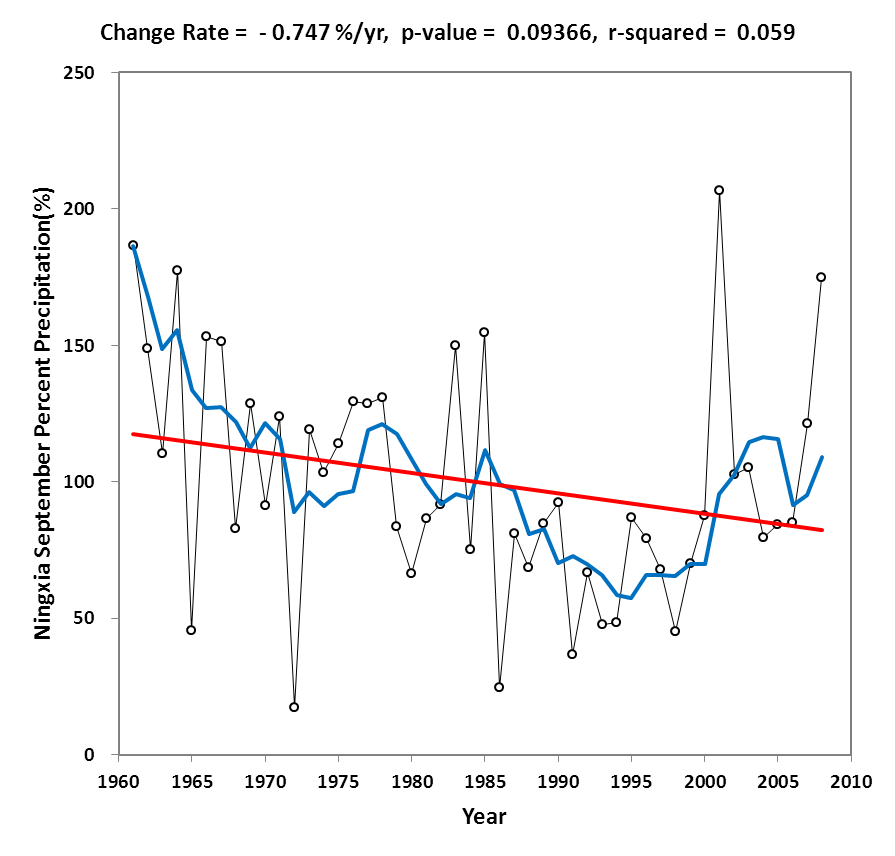 Change Rate = - 0.747 %/yr, p-value = 0.09366, r-squared = 0.059
Ningxia September Percent Precipitation(%)
250
200
150
100
50
0
1960 1965 1970 1975 1980 1985 1990 1995 2000 2005 2010
Year